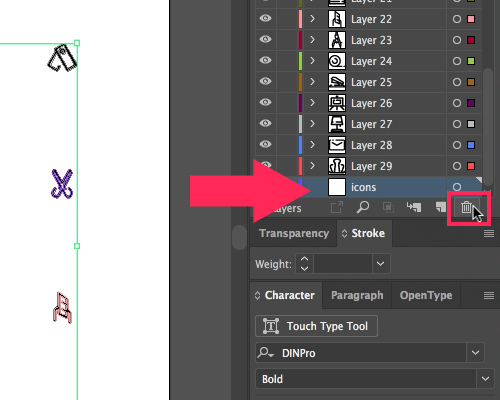 Layer 22
Layer 23
Layer 24
Layer 25
Layer 26
Layer 27
Layer 28
Layer 29
icons
Transparency Stroke
Weight:
Character Paragraph OpenType
Touch Type Tool
DINPro
Bold